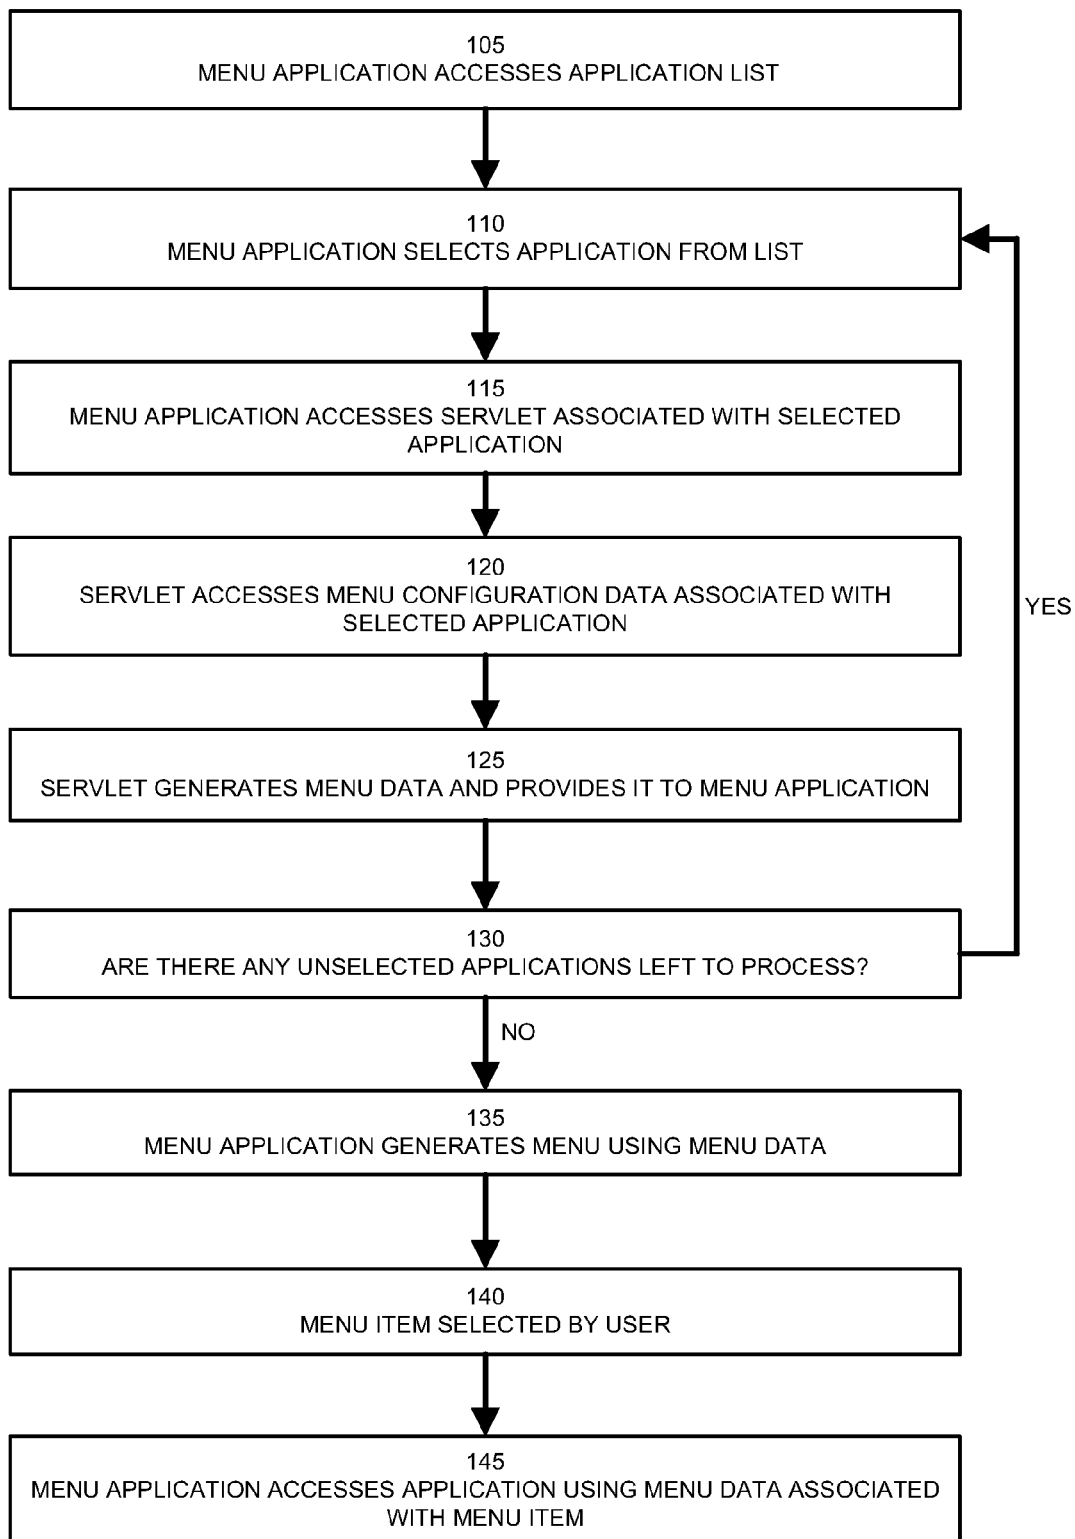 105
MENU APPLICATION ACCESSES APPLICATION LIST
110
MENU APPLICATION SELECTS APPLICATION FROM LIST
115
MENU APPLICATION ACCESSES SERVLET ASSOCIATED WITH SELECTED
APPLICATION
120
SERVLET ACCESSES MENU CONFIGURATION DATA ASSOCIATED WITH
SELECTED APPLICATION
YES
125
SERVLET GENERATES MENU DATA AND PROVIDES IT TO MENU APPLICATION
130
ARE THERE ANY UNSELECTED APPLICATIONS LEFT TO PROCESS?
NO
135
MENU APPLICATION GENERATES MENU USING MENU DATA
140
MENU ITEM SELECTED BY USER
145
MENU APPLICATION ACCESSES APPLICATION USING MENU DATA ASSOCIATED
WITH MENU ITEM